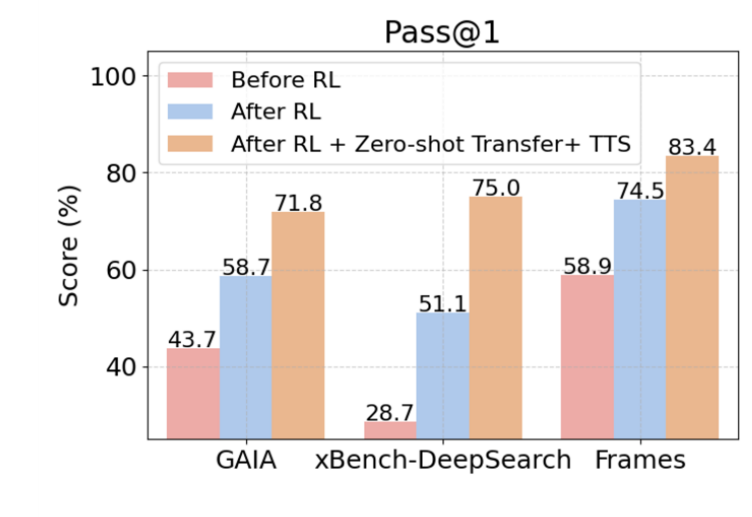 Pass@1
100
80
60
40
Score (%)
Before RL
After RL
After RL + Zero-shot Transfer+ TTS
43.7
58.7
71.8
28.7
51.1
75.0
58.9
74.5
83.4
GAIA
xBench-DeepSearch
Frames